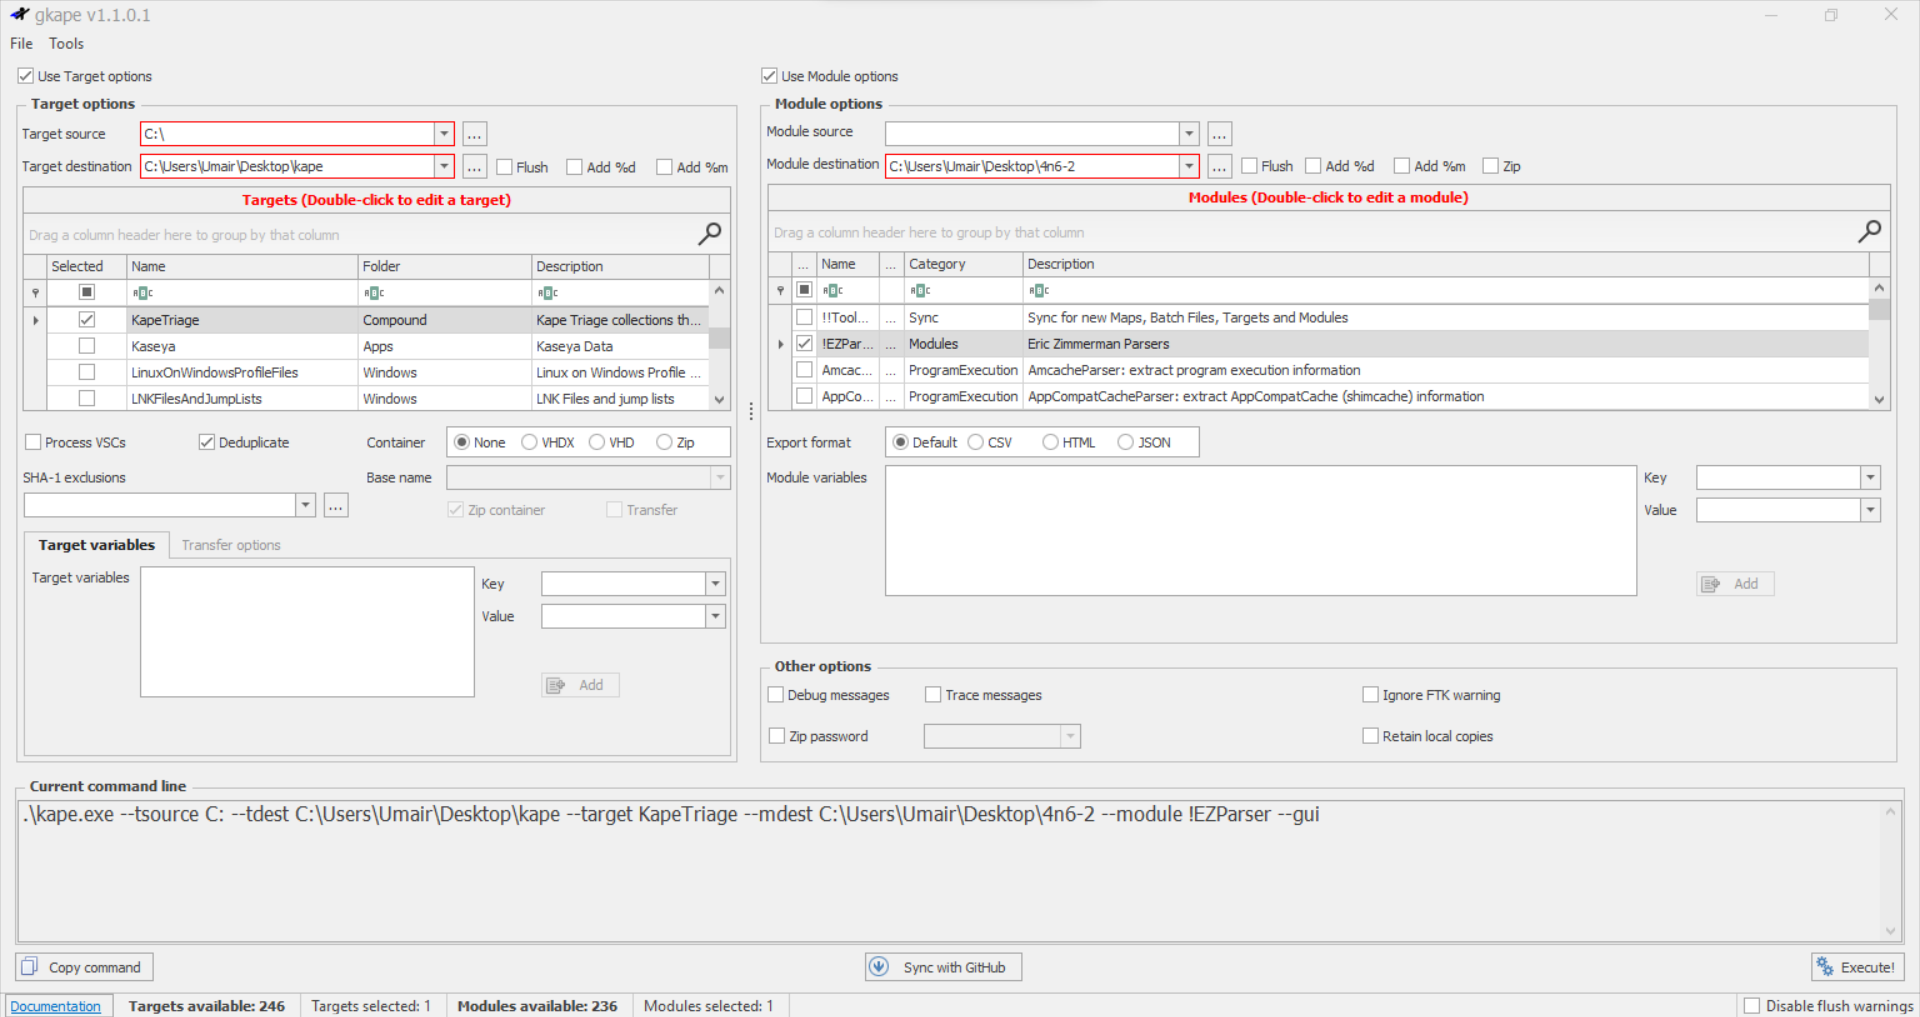 gkape v1.1.0.1
File Tools
Use Target options
Target options
Target source C:\ ...
Target destination C:\Users\Umair\Desktop\kape ... Flush Add %d Add %m
Targets (Double-click to edit a target)
Drag a column header here to group by that column
Selected Name Folder Description
ABC ABC ABC
KapeTriage Compound Kape Triage collections th...
Kaseya Apps Kaseya Data
LinuxOnWindowsProfileFiles Windows Linux on Windows Profile ...
LNKFilesAndJumpLists Windows LNK Files and jump lists
Process VSCs Deduplicate Container None VHDX VHD Zip
SHA-1 exclusions Base name
... Zip container Transfer
Target variables Transfer options
Target variables Key
Value
Add
Use Module options
Module options
Module source ...
Module destination C:\Users\Umair\Desktop\4n6-2 ... Flush Add %d Add %m Zip
Modules (Double-click to edit a module)
Drag a column header here to group by that column
... Name ... Category Description
ABC ABC ABC
!!Tool... ... Sync Sync for new Maps, Batch Files, Targets and Modules
!EZPar... ... Modules Eric Zimmerman Parsers
Amcac... ... ProgramExecution AmcacheParser: extract program execution information
AppCo... ... ProgramExecution AppCompatCacheParser: extract AppCompatCache (shimcache) information
Export format Default CSV HTML JSON
Module variables Key
Value
Add
Other options
Debug messages Trace messages Ignore FTK warning
Zip password Retain local copies
Current command line
.\kape.exe --tsource C: --tdest C:\Users\Umair\Desktop\kape --target KapeTriage --mdest C:\Users\Umair\Desktop\4n6-2 --module !EZParser --gui
Copy command Sync with GitHub Execute!
Documentation Targets available: 246 Targets selected: 1 Modules available: 236 Modules selected: 1 Disable flush warnings